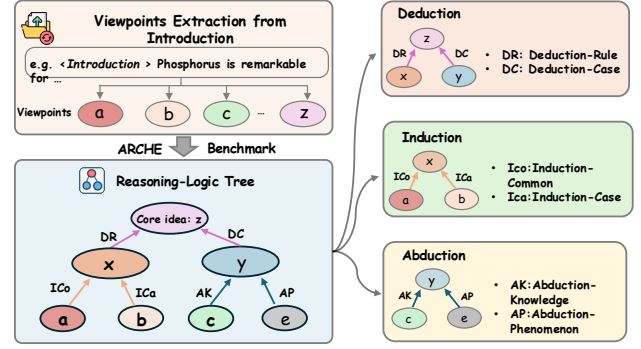 Viewpoints Extraction from
Introduction
e.g. <Introduction > Phosphorus is remarkable
for ...
Viewpoints
a
b
c
...
z
ARCHE
Benchmark
Reasoning-Logic Tree
Core idea: z
DR
DC
x
y
ICo
ICa
AK
AP
a
b
c
e
Deduction
z
DR
DC
x
y
• DR: Deduction-Rule
• DC: Deduction-Case
Induction
x
ICo
ICa
a
b
• Ico:Induction-
Common
• Ica:Induction-Case
Abduction
y
AK
AP
c
e
• AK:Abduction-
Knowledge
• AP:Abduction-
Phenomenon